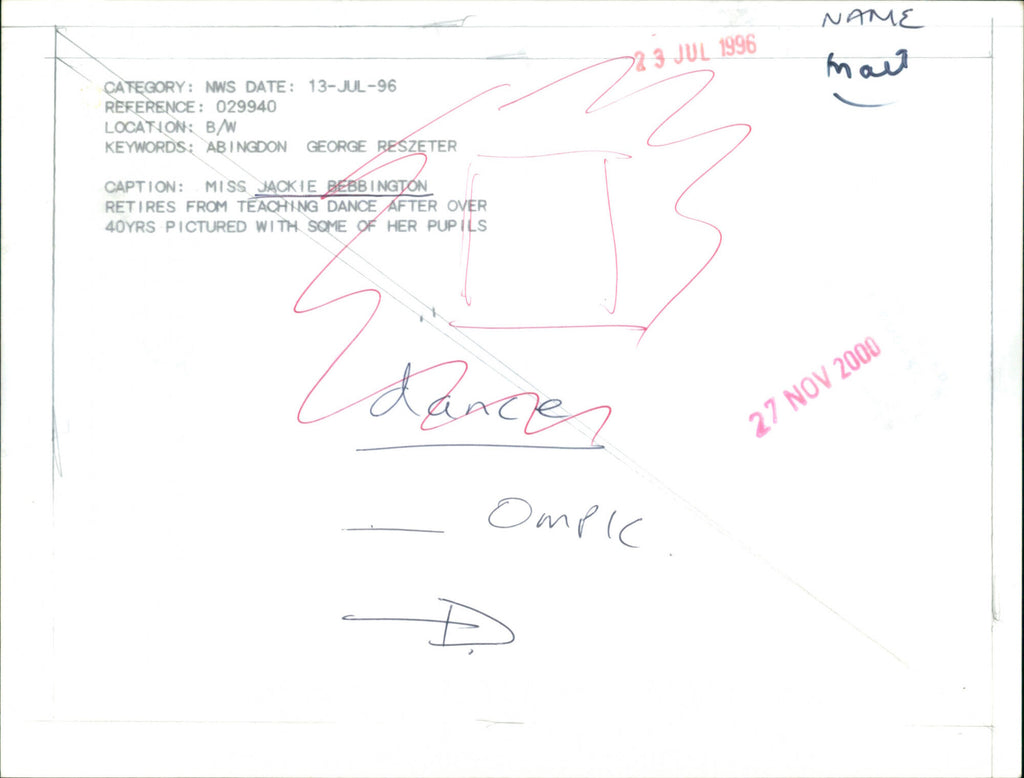 NAME
Mail
23 JUL 1996
CATEGORY: NWS DATE: 13-JUL-96
REFERENCE: 029940
LOCATION: B/W
KEYWORDS: ABINGDON GEORGE RESZETER
CAPTION: MISS JACKIE BEBBINGTON
RETIRES FROM TEACHING DANCE AFTER OVER
40YRS PICTURED WITH SOME OF HER PUPILS
27 NOV 2000
dance
OMPIC.
D.